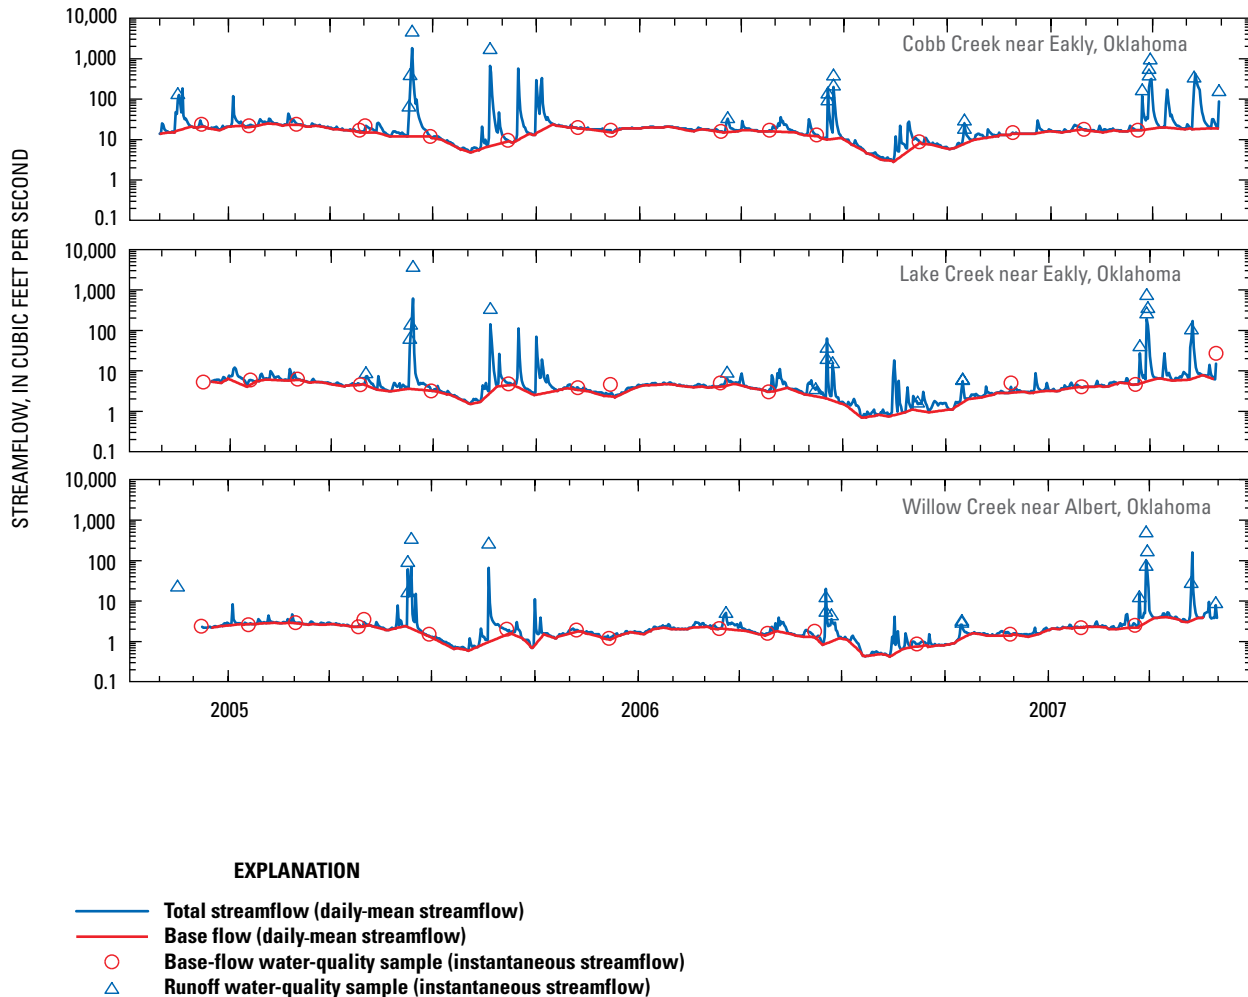 STREAMFLOW, IN CUBIC FEET PER SECOND
10,000
1,000
100
10
1
0.1
Cobb Creek near Eakly, Oklahoma
10,000
1,000
100
10
1
0.1
Lake Creek near Eakly, Oklahoma
10,000
1,000
100
10
1
0.1
Willow Creek near Albert, Oklahoma
2005 2006 2007
EXPLANATION
Total streamflow (daily-mean streamflow)
Base flow (daily-mean streamflow)
Base-flow water-quality sample (instantaneous streamflow)
Runoff water-quality sample (instantaneous streamflow)